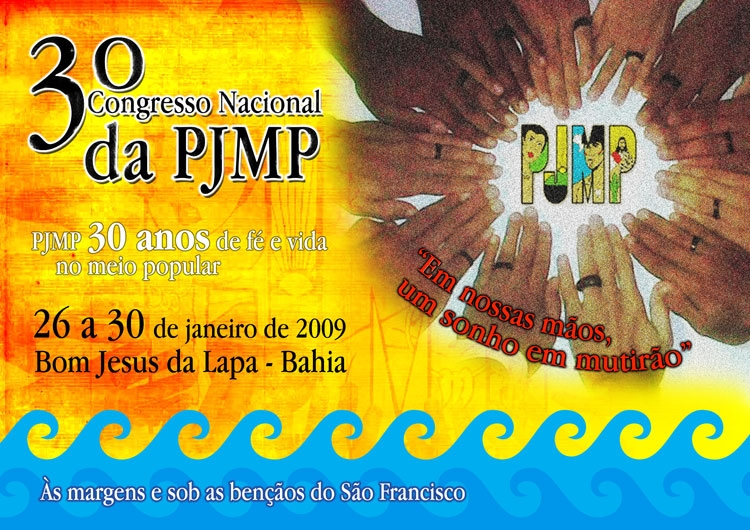 3º
Congresso Nacional
da PJMP
PJMP 30 anos de fé e vida
no meio popular
26 a 30 de janeiro de 2009
Bom Jesus da Lapa - Bahia
PJMP
“Em nossas mãos,
um sonho em mutirão”
Às margens e sob as bençãos do São Francisco